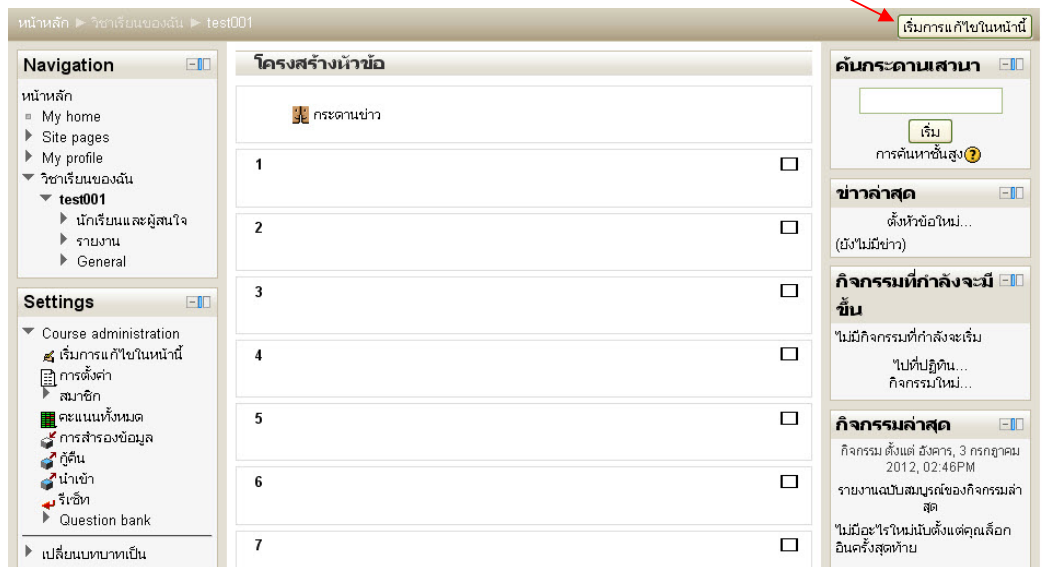 หน้าหลัก ► วิชาเรียนของฉัน ► test001
เริ่มการแก้ไขในหน้านี้
Navigation
หน้าหลัก
My home
Site pages
My profile
วิชาเรียนของฉัน
test001
นักเรียนและผู้สนใจ
รายงาน
General
Settings
Course administration
เริ่มการแก้ไขในหน้านี้
การตั้งค่า
สมาชิก
คะแนนทั้งหมด
การสำรองข้อมูล
กู้คืน
นำเข้า
รีเซ็ท
Question bank
เปลี่ยนบทบาทเป็น
โครงสร้างหัวข้อ
กระดานข่าว
1
2
3
4
5
6
7
ค้นกระดานเสวนา
เริ่ม
การค้นหาชั้นสูง
ข่าวล่าสุด
ตั้งหัวข้อใหม่...
(ยังไม่มีข่าว)
กิจกรรมที่กำลังจะมี
ขึ้น
ไม่มีกิจกรรมที่กำลังจะเริ่ม
ไปที่ปฏิทิน...
กิจกรรมใหม่...
กิจกรรมล่าสุด
กิจกรรม ตั้งแต่ อังคาร, 3 กรกฎาคม
2012, 02:46PM
รายงานฉบับสมบูรณ์ของกิจกรรมล่า
สุด
ไม่มีอะไรใหม่นับตั้งแต่คุณล็อก
อินครั้งสุดท้าย